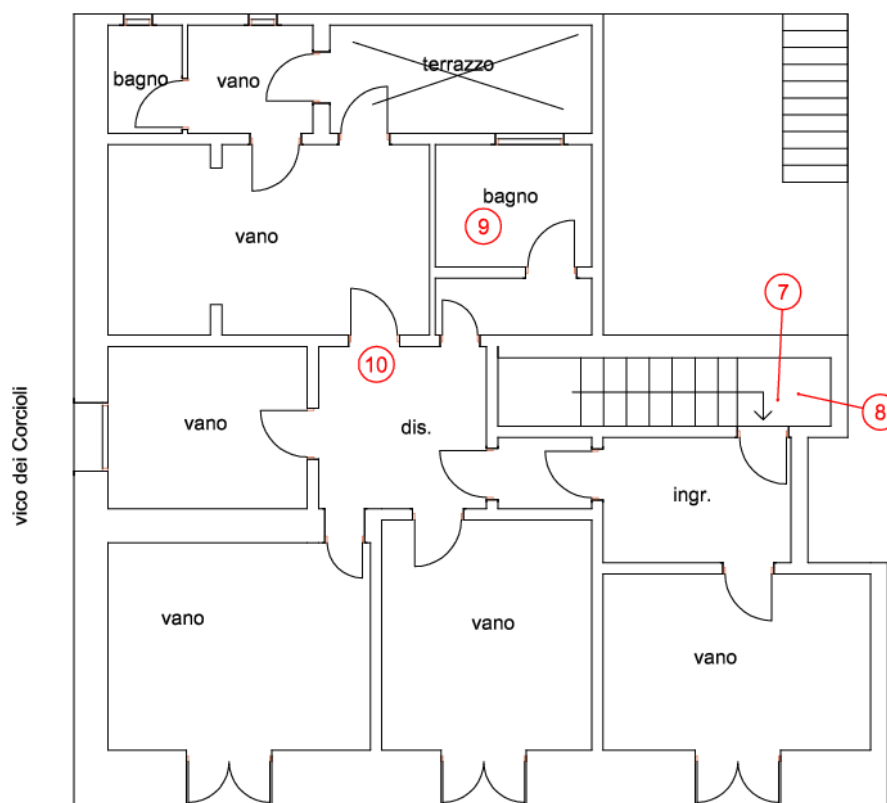 terrazzo
bagno
vano
bagno
9
vano
7
10
8
vano
dis.
vico dei Corcioli
ingr.
vano
vano
vano